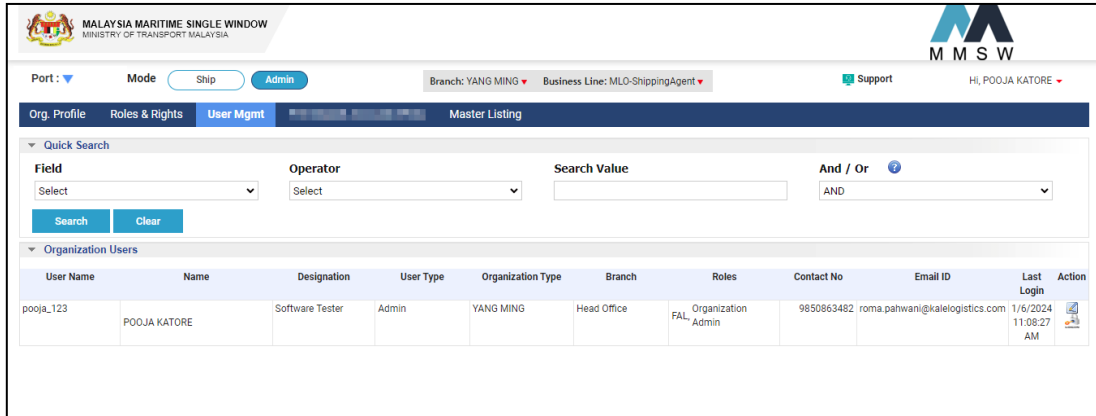 MALAYSIA MARITIME SINGLE WINDOW
MINISTRY OF TRANSPORT MALAYSIA
MMSW
Port : Mode Ship Admin Branch: YANG MING Business Line: MLO-ShippingAgent Support Hi, POOJA KATORE
Org. Profile Roles & Rights User Mgmt Master Listing
Quick Search
Field Operator Search Value And / Or ?
Select Select AND
Search Clear
Organization Users
User Name Name Designation User Type Organization Type Branch Roles Contact No Email ID Last Login Action
pooja_123 POOJA KATORE Software Tester Admin YANG MING Head Office FAL, Organization Admin 9850863482 roma.pahwani@kalelogistics.com 1/6/2024 11:08:27 AM